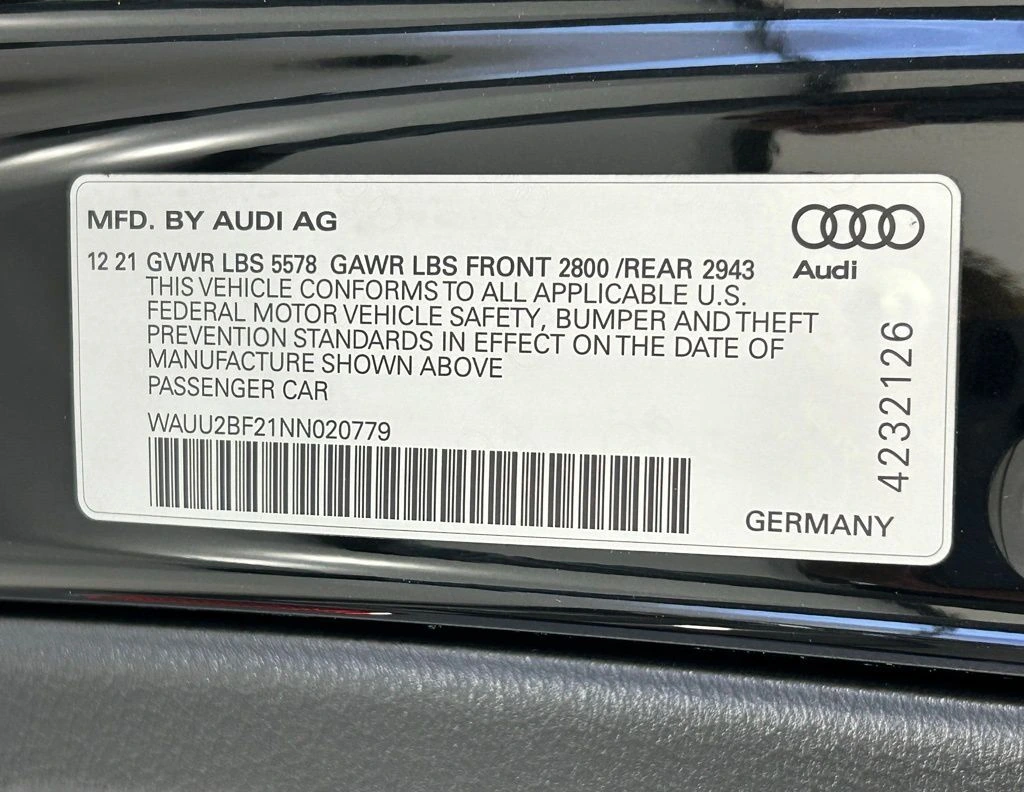 MFD. BY AUDI AG
Audi
12 21 GVWR LBS 5578 GAWR LBS FRONT 2800 /REAR 2943
THIS VEHICLE CONFORMS TO ALL APPLICABLE U.S.
FEDERAL MOTOR VEHICLE SAFETY, BUMPER AND THEFT
PREVENTION STANDARDS IN EFFECT ON THE DATE OF
MANUFACTURE SHOWN ABOVE
PASSENGER CAR
WAUU2BF21NN020779
4232126
GERMANY